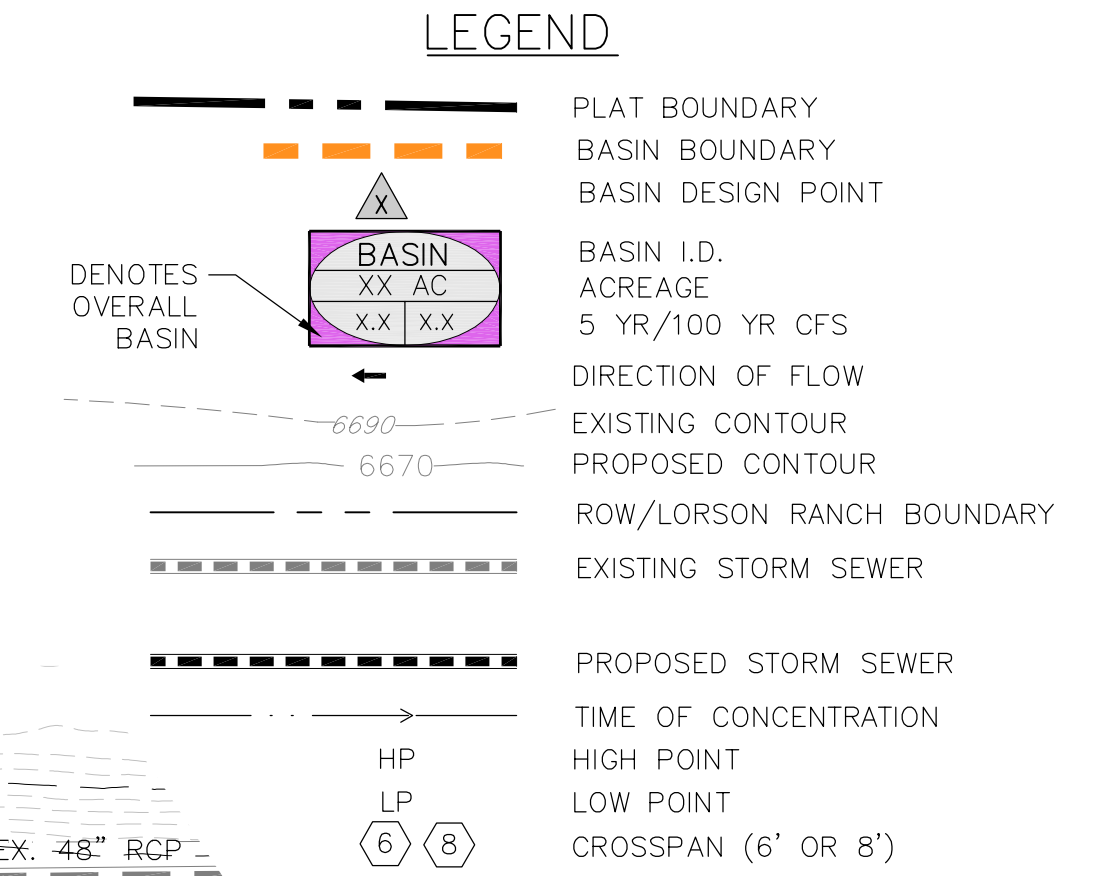 LEGEND
PLAT BOUNDARY
BASIN BOUNDARY
X
BASIN DESIGN POINT
DENOTES
OVERALL
BASIN
BASIN
XX AC
X.X X.X
BASIN I.D.
ACREAGE
5 YR/100 YR CFS
DIRECTION OF FLOW
6690
EXISTING CONTOUR
6670
PROPOSED CONTOUR
ROW/LORSON RANCH BOUNDARY
EXISTING STORM SEWER
PROPOSED STORM SEWER
TIME OF CONCENTRATION
HP
HIGH POINT
LP
LOW POINT
6 8
CROSSPAN (6' OR 8')
EX. 48" RCP